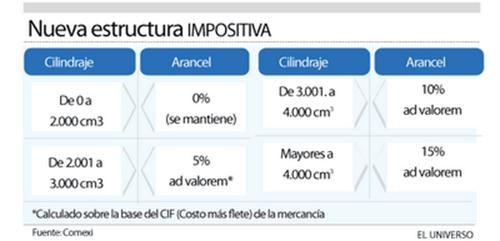 Nueva estructura IMPOSITIVA
Cilindraje
Arancel
De 0 a
2.000 cm3
0%
(se mantiene)
De 2.001 a
3.000 cm3
5%
ad valorem*
Cilindraje
Arancel
De 3.001. a
4.000 cm³
10%
ad valorem
Mayores a
4.000 cm³
15%
ad valorem
*Calculado sobre la base del CIF (Costo más flete) de la mercancía
Fuente: Comexi
EL UNIVERSO